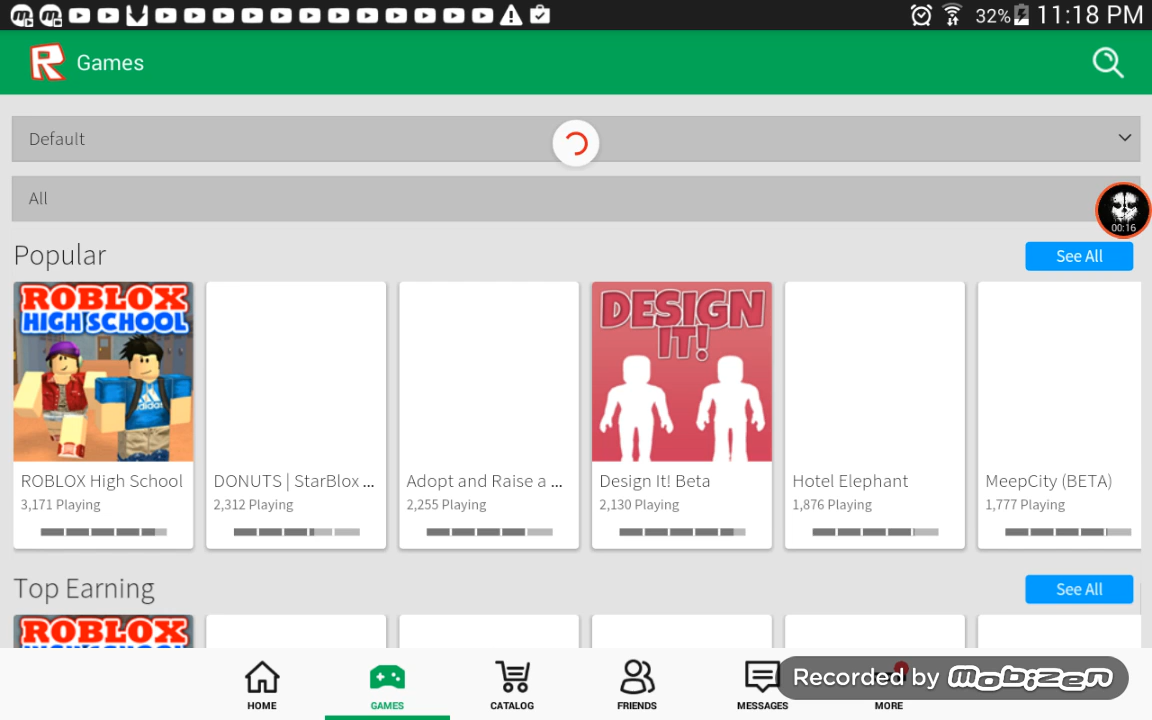 32% 11:18 PM
R Games
Default
All
00:16
Popular
See All
ROBLOX
HIGH SCHOOL
adidas
DESIGN
IT!
ROBLOX High School
DONUTS | StarBlox ...
Adopt and Raise a ...
Design It! Beta
Hotel Elephant
MeepCity (BETA)
3,171 Playing
2,312 Playing
2,255 Playing
2,130 Playing
1,876 Playing
1,777 Playing
Top Earning
See All
ROBLOX
Recorded by mobizen
HOME
GAMES
CATALOG
FRIENDS
MESSAGES
MORE